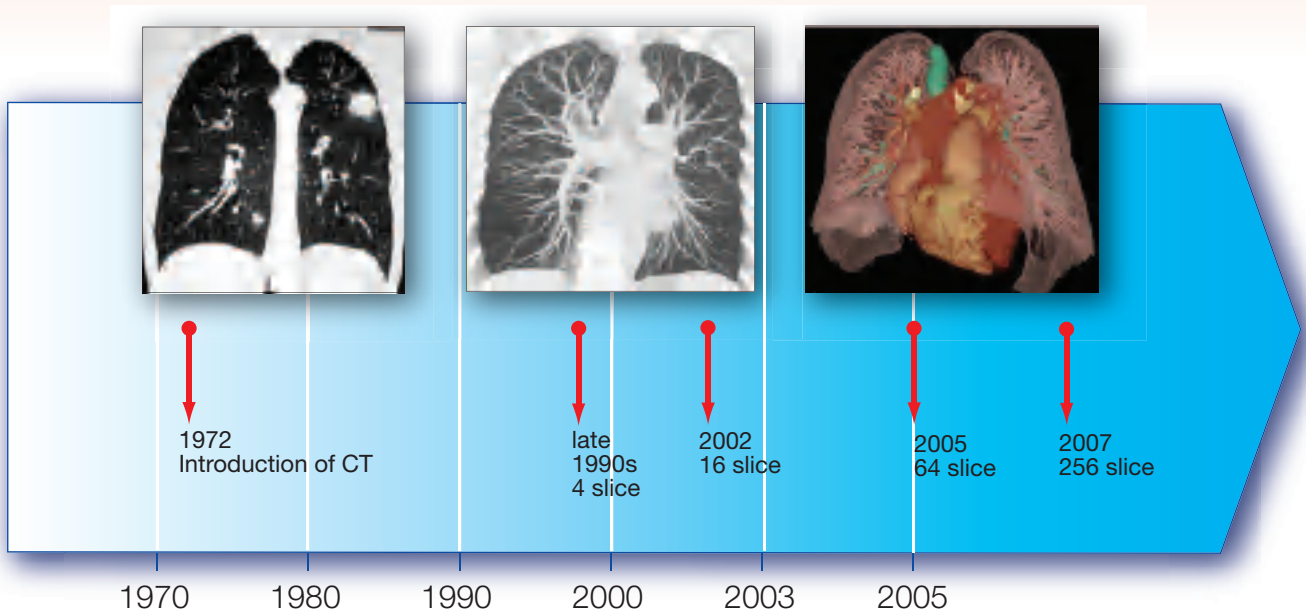 1972
Introduction of CT
late
1990s
4 slice
2002
16 slice
2005
64 slice
2007
256 slice
1970
1980
1990
2000
2003
2005